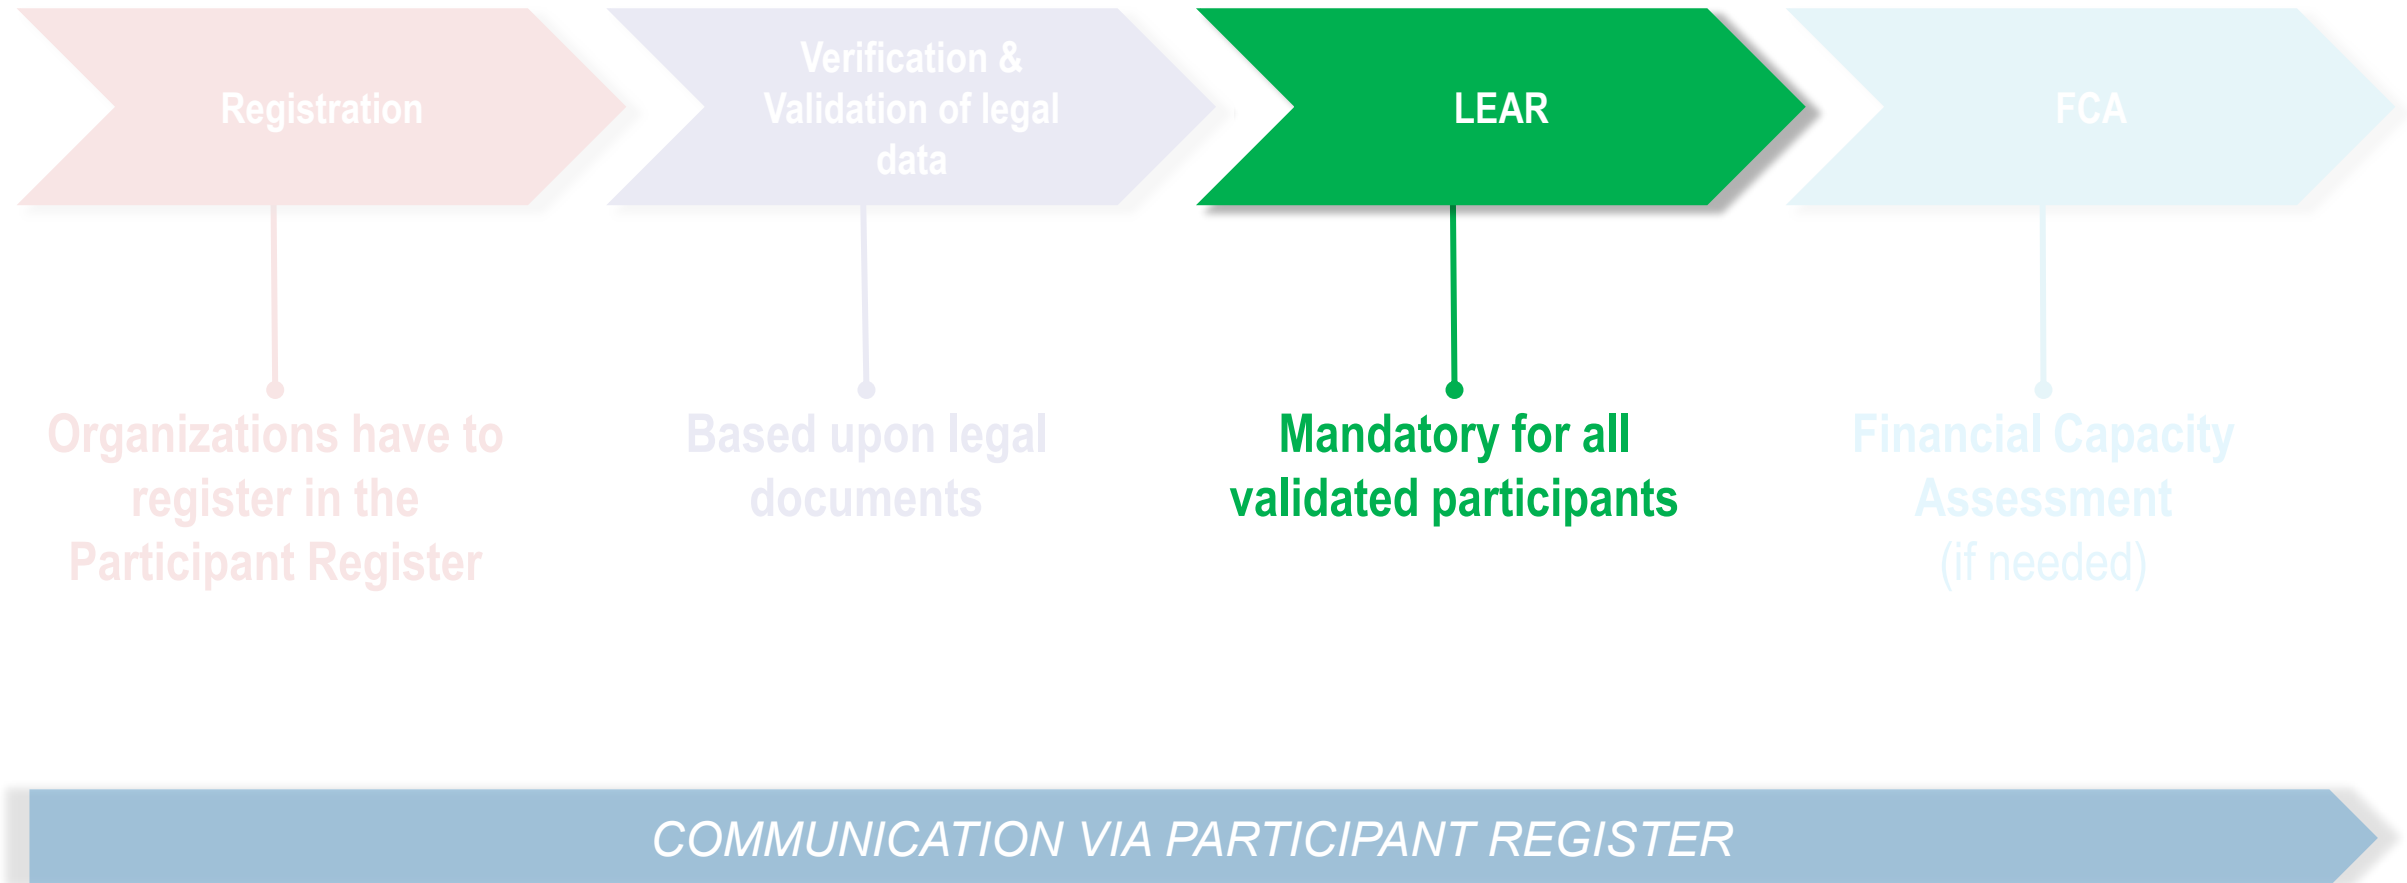 Registration
Verification &
Validation of legal
data
LEAR
FCA
Organizations have to
register in the
Participant Register
Based upon legal
documents
Mandatory for all
validated participants
Financial Capacity
Assessment
(if needed)
COMMUNICATION VIA PARTICIPANT REGISTER